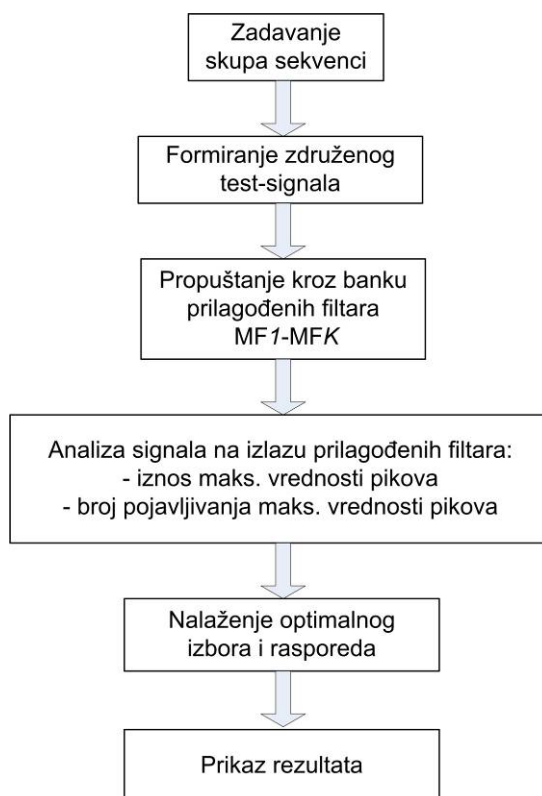 Zadavanje
skupa sekvenci
Formiranje združenog
test-signala
Propuštanje kroz banku
prilagođenih filtara
MF1-MFK
Analiza signala na izlazu prilagođenih filtara:
- iznos maks. vrednosti pikova
- broj pojavljivanja maks. vrednosti pikova
Nalaženje optimalnog
izbora i rasporeda
Prikaz rezultata